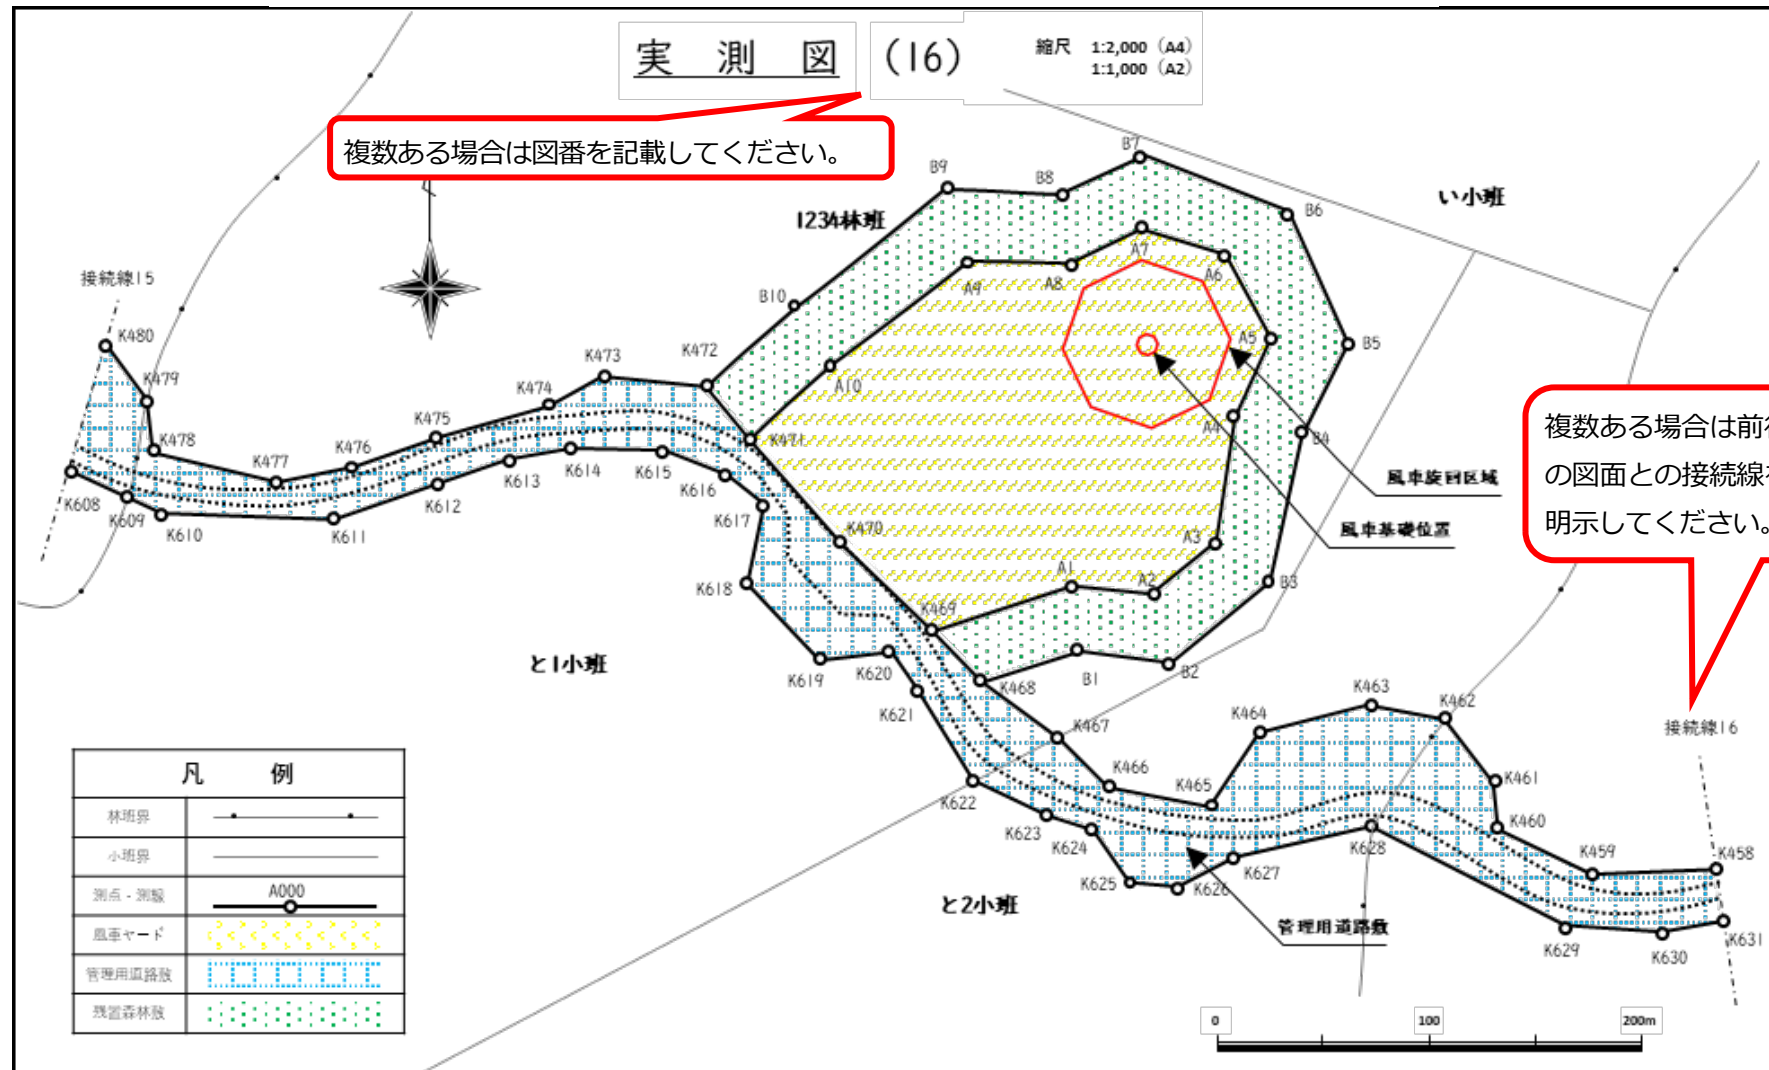 実 測 図 (16)
縮尺 1:2,000 (A4)
1:1,000 (A2)
複数ある場合は図番を記載してください。
B7
B9
B8
い小班
B6
1234林班
A7
接続線15
A9
A8
A6
B10
K480
A5
B5
K473
K472
A10
K479
K474
複数ある場合は前後
の図面との接続線を
明示してください。
K475
A4
B4
K471
K478
K476
K477
K614
K615
K613
K616
風車旋回区域
K608
K612
K609
K617
K610
K611
K470
風車基礎位置
A3
A1
A2
B3
K618
K469
と1小班
K619
K620
K468
B1
B2
K621
K463
K462
K464
K467
接続線16
凡 例
林班界
小班界
測点 - 測線
A000
風車ヤード
管理用道路敷
残置森林敷
K466
K465
K461
K622
K460
K623
K624
K628
K459
K458
K627
K625
K626
と2小班
管理用道路敷
K629
K630
K631
0 100 200m